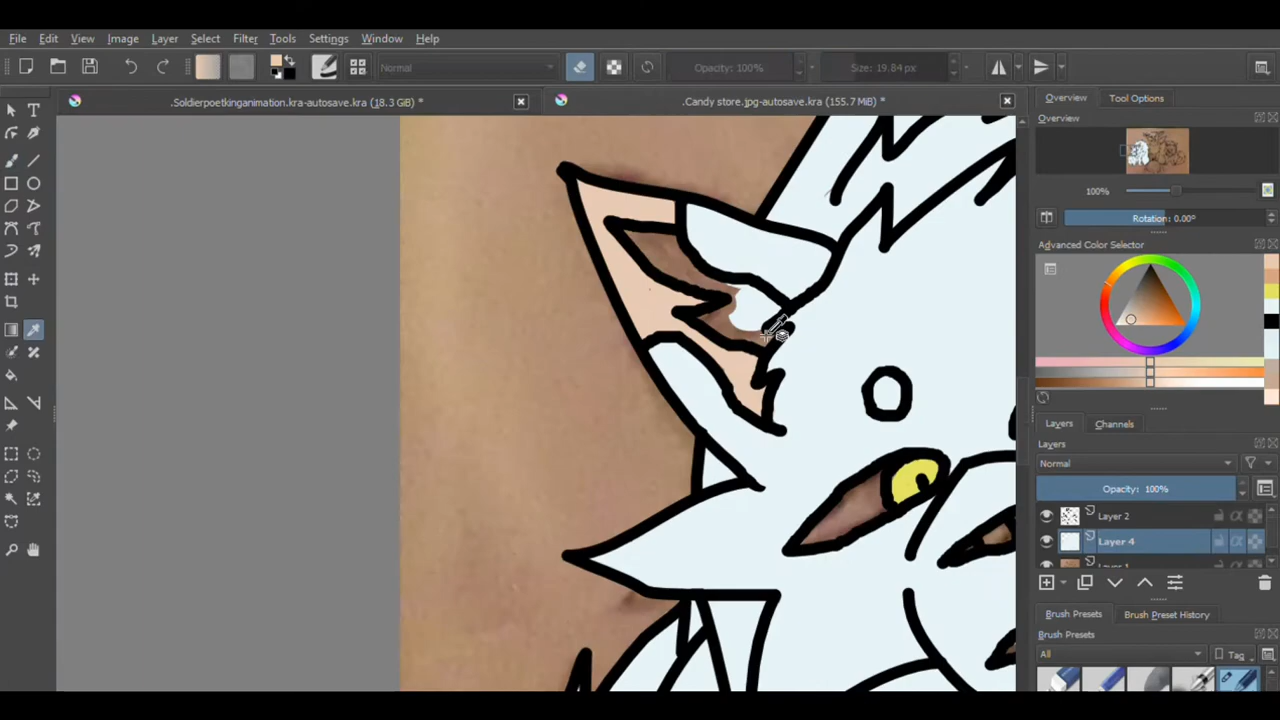 File Edit View Image Layer Select Filter Tools Settings Window Help
Normal Opacity: 100% Size: 19.84 px
.Soldierpoetkinganimation.kra-autosave.kra (18.3 GiB) * .Candy store.jpg-autosave.kra (155.7 MiB) *
Overview Tool Options
Overview
100%
Rotation: 0.00°
Advanced Color Selector
Layers Channels
Layers
Normal
Opacity: 100%
Layer 2
Layer 4
Brush Presets Brush Preset History
Brush Presets
All Tag